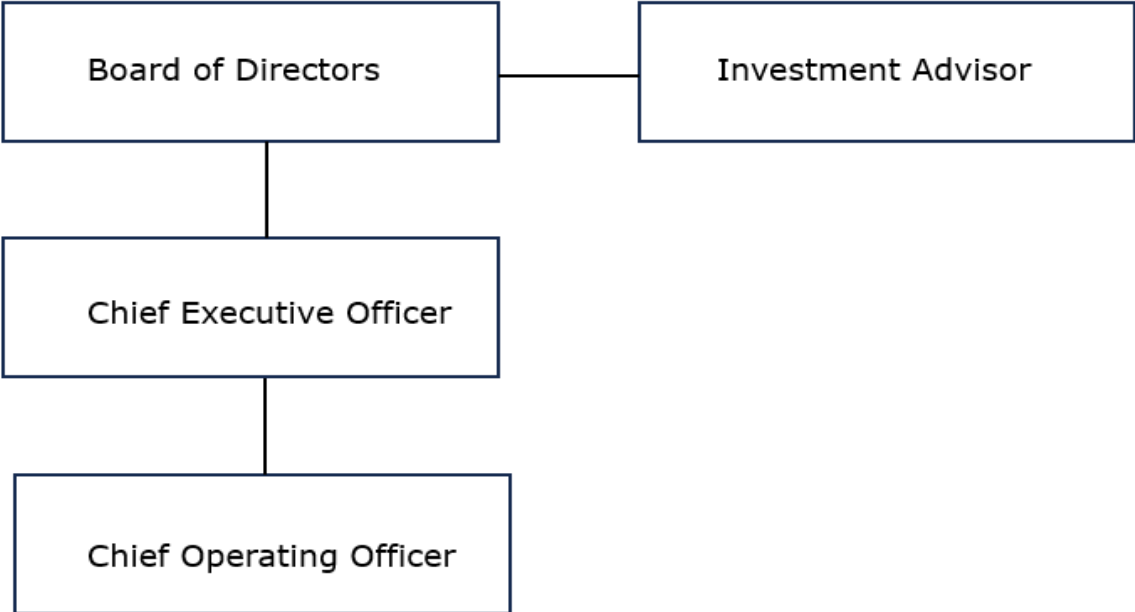 Board of Directors
Investment Advisor
Chief Executive Officer
Chief Operating Officer